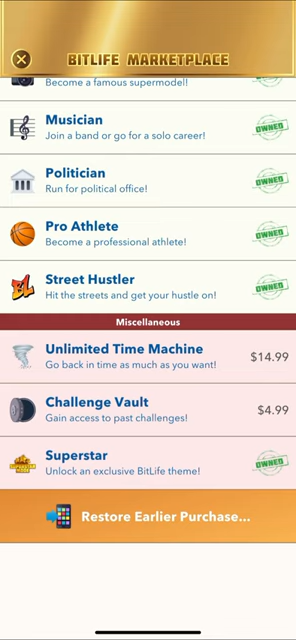 BITLIFE MARKETPLACE
Become a famous supermodel!
OWNED
Musician
Join a band or go for a solo career!
OWNED
Politician
Run for political office!
OWNED
Pro Athlete
Become a professional athlete!
OWNED
BL
Street Hustler
Hit the streets and get your hustle on!
OWNED
Miscellaneous
Unlimited Time Machine
Go back in time as much as you want!
$14.99
Challenge Vault
Gain access to past challenges!
$4.99
SUPERSTAR
Superstar
Unlock an exclusive BitLife theme!
OWNED
Restore Earlier Purchase...